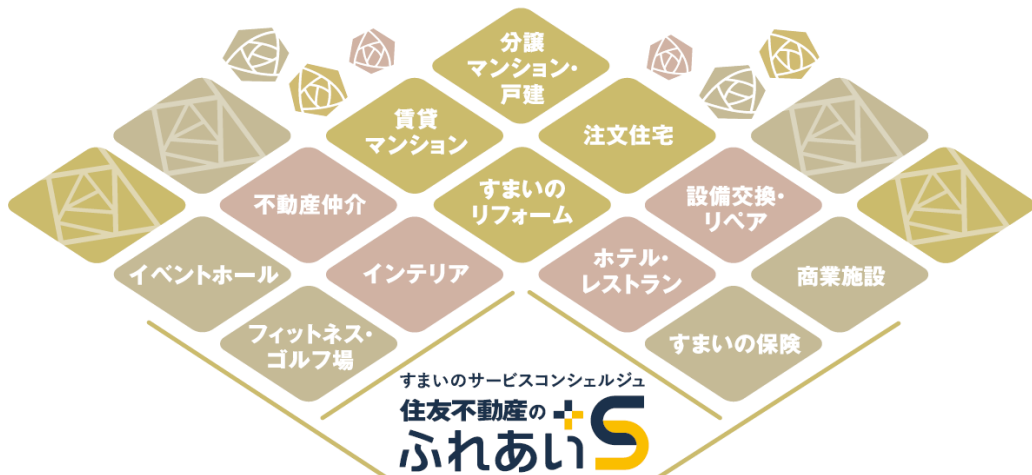 分譲
マンション・
戸建
賃貸
マンション
注文住宅
不動産仲介
すまいの
リフォーム
設備交換・
リペア
イベントホール
インテリア
ホテル・
レストラン
商業施設
フィットネス・
ゴルフ場
すまいの保険
すまいのサービスコンシェルジュ
住友不動産の
ふれあい+S